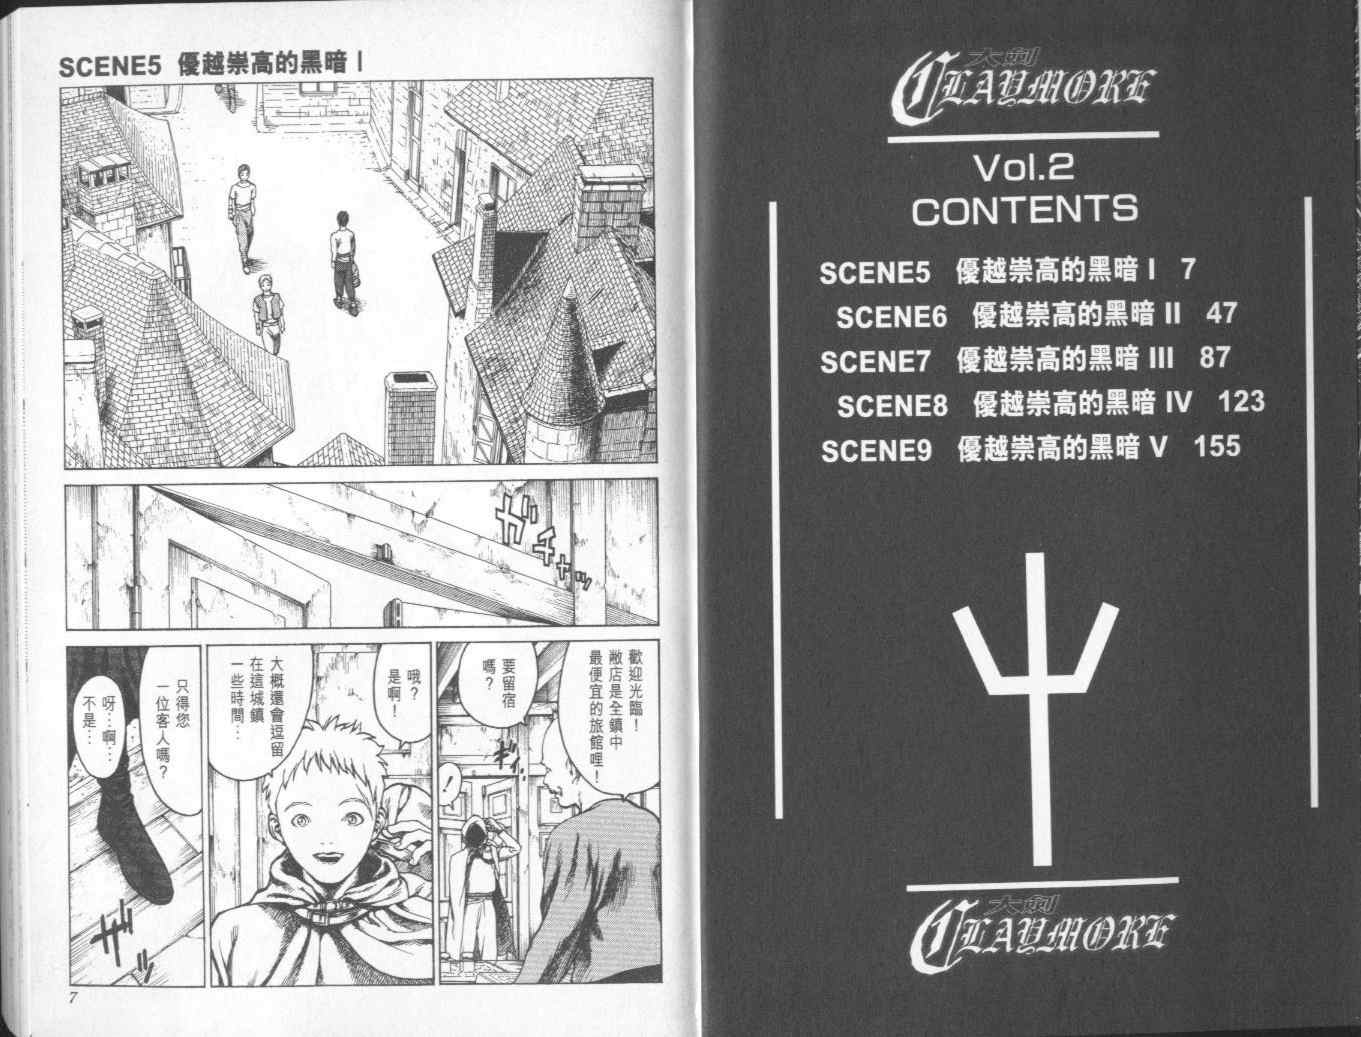 大劍
CLAYMORE
Vol.2
CONTENTS
SCENE5 優越崇高的黑暗 I 7
SCENE6 優越崇高的黑暗 II 47
SCENE7 優越崇高的黑暗 III 87
SCENE8 優越崇高的黑暗 IV 123
SCENE9 優越崇高的黑暗 V 155
大劍
CLAYMORE
SCENE5 優越崇高的黑暗 I
ガチャッ
歡迎光臨！
敝店是全鎮中
最便宜的旅館哩！
要留宿
嗎？
ギィ
！
哦？
是啊！
大概還會逗留
在這城鎮
一些時間…
只得您
一位客人嗎？
呀…啊…
不是…
ザッ
7